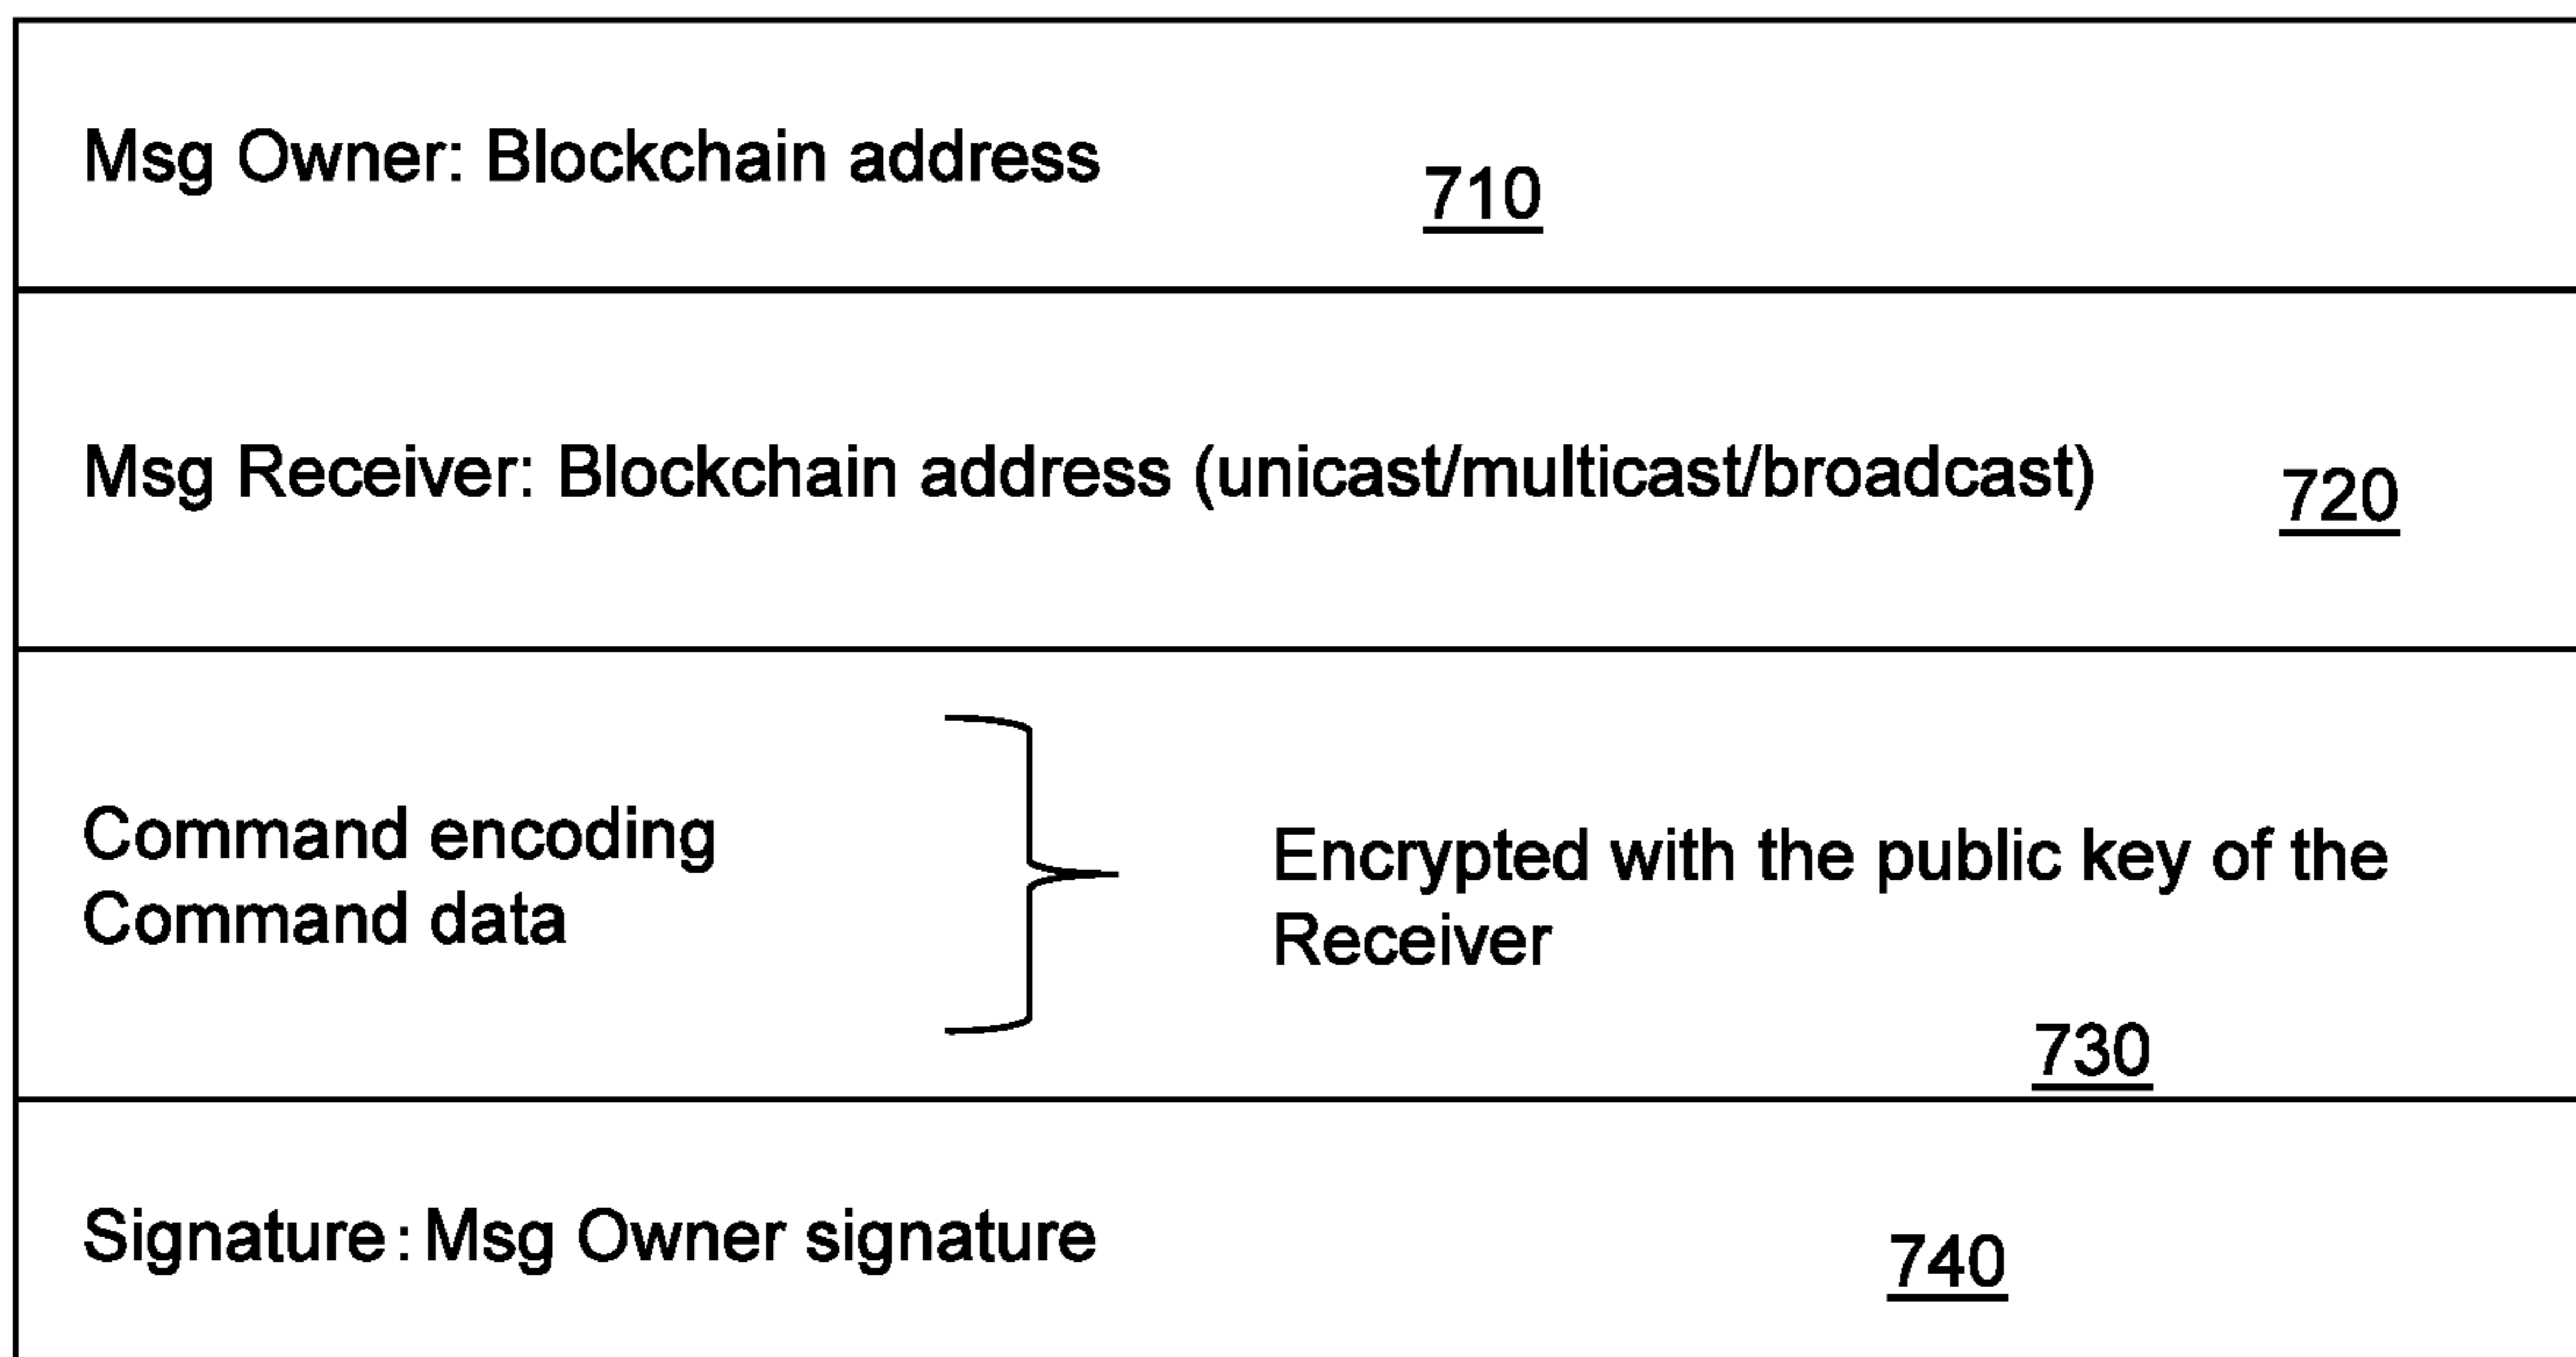 Msg Owner: Blockchain address
710
Msg Receiver: Blockchain address (unicast/multicast/broadcast)
720
Command encoding
Command data
Encrypted with the public key of the
Receiver
730
Signature: Msg Owner signature
740